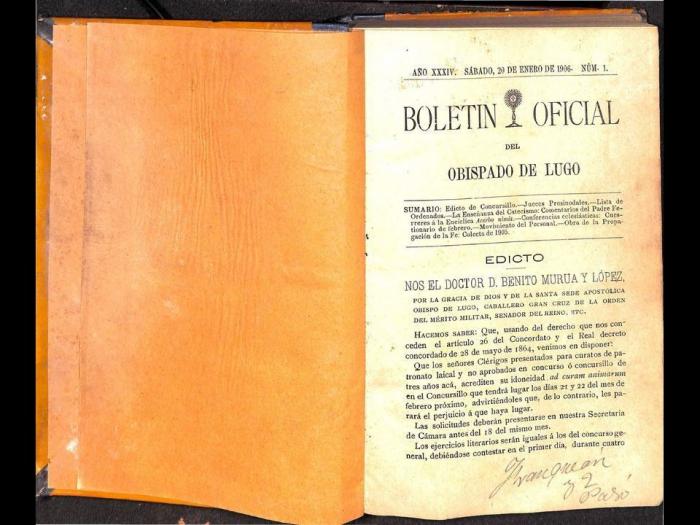 AÑO XXXIV. SÁBADO, 20 DE ENERO DE 1906. NÚM. 1.
BOLETIN OFICIAL
DEL
OBISPADO DE LUGO
SUMARIO: Edicto de Concursillo.—Jueces Prosinodales.—Lista de
Ordenados.—La Enseñanza del Catecismo: Comentarios del Padre Fe-
rreres á la Encíclica Acerbo nimis.—Conferencias eclesiásticas: Cues-
tionario de febrero.—Movimiento del Personal.—Obra de la Propa-
gación de la Fe: Colecta de 1905.
EDICTO
NOS EL DOCTOR D. BENITO MURUA Y LÓPEZ,
POR LA GRACIA DE DIOS Y DE LA SANTA SEDE APOSTÓLICA
OBISPO DE LUGO, CABALLERO GRAN CRUZ DE LA ORDEN
DEL MÉRITO MILITAR, SENADOR DEL REINO, ETC.
HACEMOS SABER: Que, usando del derecho que nos con-
ceden el artículo 26 del Concordato y el Real decreto
concordado de 28 de mayo de 1864, venimos en disponer:
Que los señores Clérigos presentados para curatos de pa-
tronato laical y no aprobados en concurso ó concursillo de
tres años acá, acrediten su idoneidad ad curam animarum
en el Concursillo que tendrá lugar los días 21 y 22 del mes de
febrero próximo, advirtiéndoles que, de lo contrario, les pa-
rará el perjuicio á que haya lugar.
Las solicitudes deberán presentarse en nuestra Secretaría
de Cámara antes del 18 del mismo mes.
Los ejercicios literarios serán iguales á los del concurso ge-
neral, debiéndose contestar en el primer día, durante cuatro